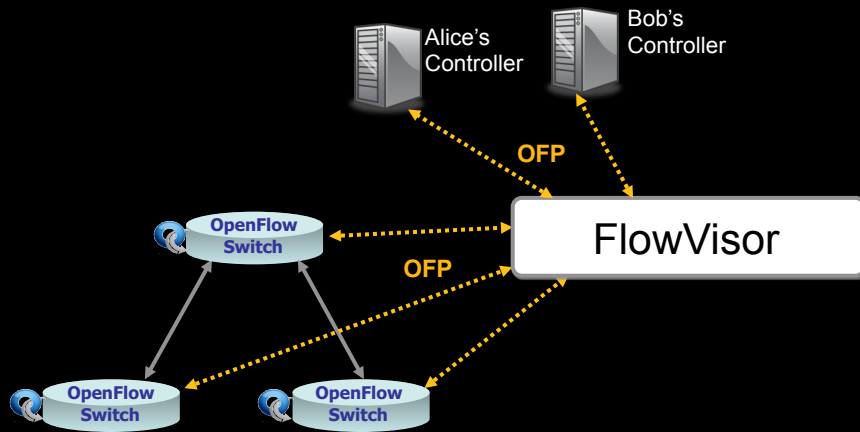 Alice's
Controller
Bob's
Controller
OFP
FlowVisor
OpenFlow
Switch
OFP
OpenFlow
Switch
OpenFlow
Switch